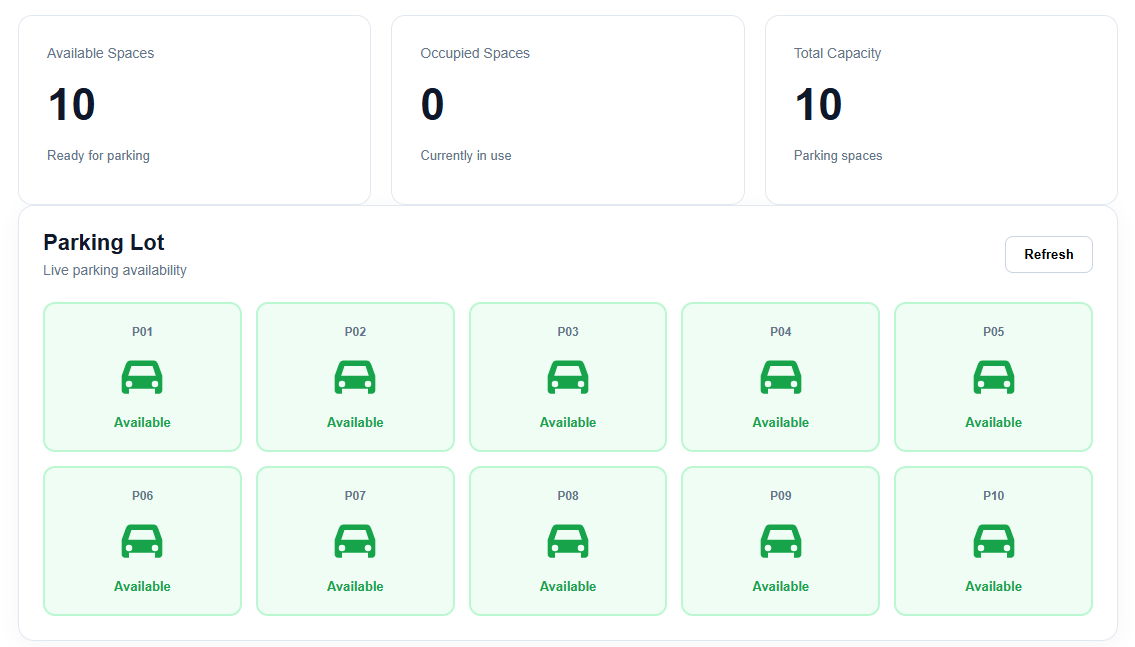 Available Spaces
10
Ready for parking
Occupied Spaces
0
Currently in use
Total Capacity
10
Parking spaces
Parking Lot
Live parking availability
Refresh
P01
Available
P02
Available
P03
Available
P04
Available
P05
Available
P06
Available
P07
Available
P08
Available
P09
Available
P10
Available